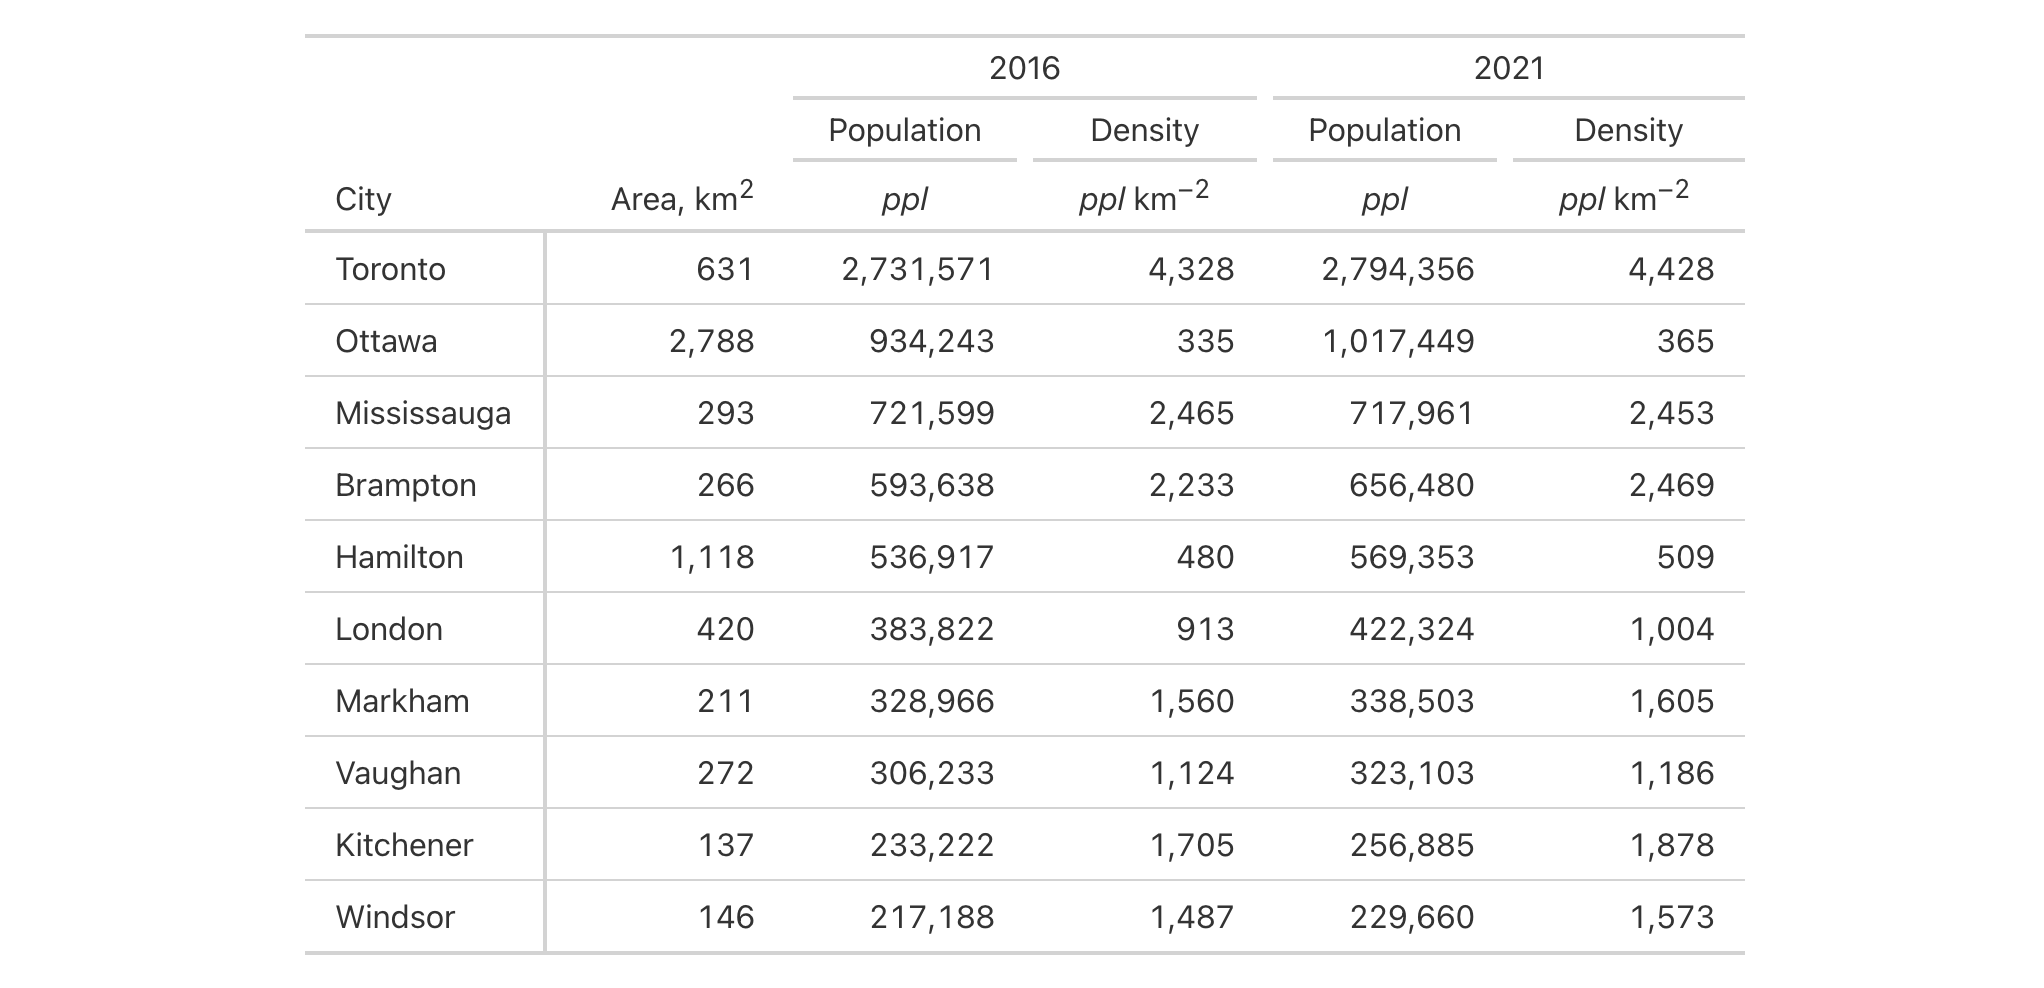 2016 2021
Population Density Population Density
City Area, km² ppl ppl km⁻² ppl ppl km⁻²
Toronto 631 2,731,571 4,328 2,794,356 4,428
Ottawa 2,788 934,243 335 1,017,449 365
Mississauga 293 721,599 2,465 717,961 2,453
Brampton 266 593,638 2,233 656,480 2,469
Hamilton 1,118 536,917 480 569,353 509
London 420 383,822 913 422,324 1,004
Markham 211 328,966 1,560 338,503 1,605
Vaughan 272 306,233 1,124 323,103 1,186
Kitchener 137 233,222 1,705 256,885 1,878
Windsor 146 217,188 1,487 229,660 1,573